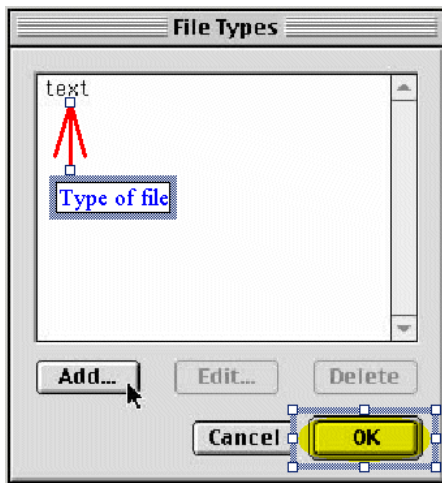 File Types
text
Type of file
Add... Edit... Delete
Cancel OK